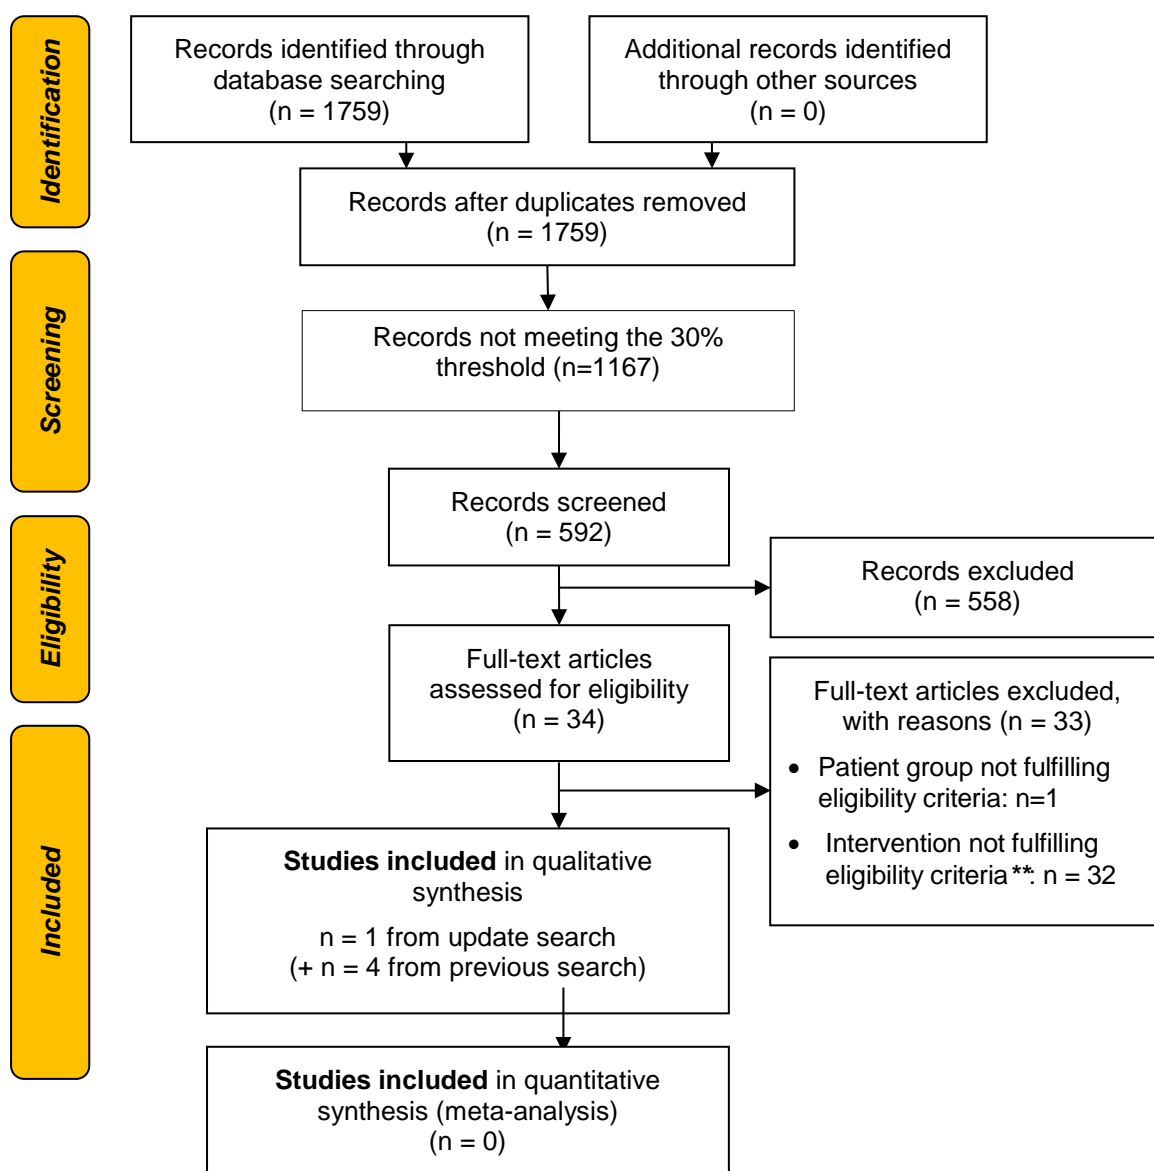 Identification
Records identified through
database searching
(n = 1759)
Additional records identified
through other sources
(n = 0)
Records after duplicates removed
(n = 1759)
Screening
Records not meeting the 30%
threshold (n=1167)
Records screened
(n = 592)
Eligibility
Records excluded
(n = 558)
Full-text articles
assessed for eligibility
(n = 34)
Full-text articles excluded,
with reasons (n = 33)
• Patient group not fulfilling
eligibility criteria: n=1
• Intervention not fulfilling
eligibility criteria**: n = 32
Included
Studies included in qualitative
synthesis
n = 1 from update search
(+ n = 4 from previous search)
Studies included in quantitative
synthesis (meta-analysis)
(n = 0)